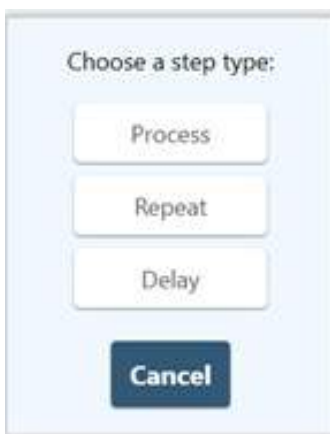 Choose a step type:
Process
Repeat
Delay
Cancel